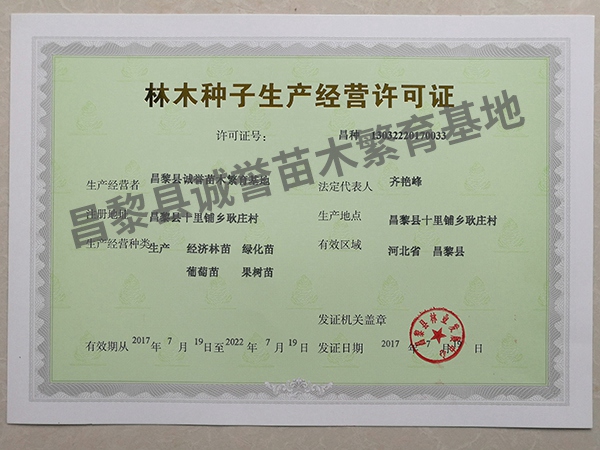 林木种子生产经营许可证
许可证号： 昌种 13032220170033
生产经营者 昌黎县诚誉苗木繁育基地 法定代表人 齐艳峰
注册地址 昌黎县十里铺乡耿庄村 生产地点 昌黎县十里铺乡耿庄村
生产经营种类 生产 经济林苗 绿化苗 有效区域 河北省 昌黎县
葡萄苗 果树苗
发证机关盖章
有效期从 2017 年 7 月 19 日至 2022 年 7 月 19 日 发证日期 2017 年 7 月 日
昌黎县诚誉苗木繁育基地